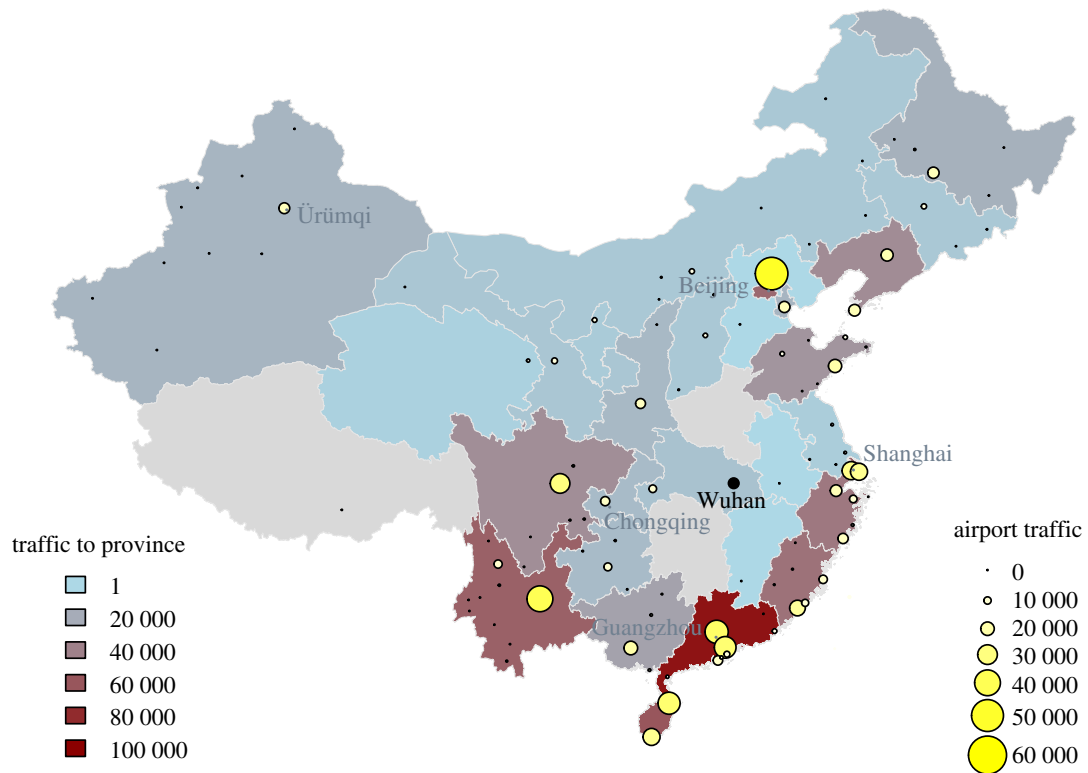 Ürümqi
Beijing
Shanghai
Wuhan
Chongqing
Guangzhou
traffic to province
1
20 000
40 000
60 000
80 000
100 000
airport traffic
0
10 000
20 000
30 000
40 000
50 000
60 000